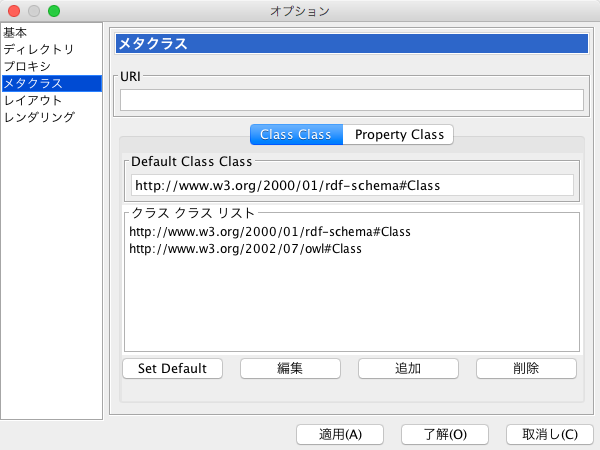 オプション
基本
ディレクトリ
プロキシ
メタクラス
レイアウト
レンダリング
メタクラス
URI
Class Class
Property Class
Default Class Class
http://www.w3.org/2000/01/rdf-schema#Class
クラス クラス リスト
http://www.w3.org/2000/01/rdf-schema#Class
http://www.w3.org/2002/07/owl#Class
Set Default
編集
追加
削除
適用(A)
了解(O)
取消し(C)